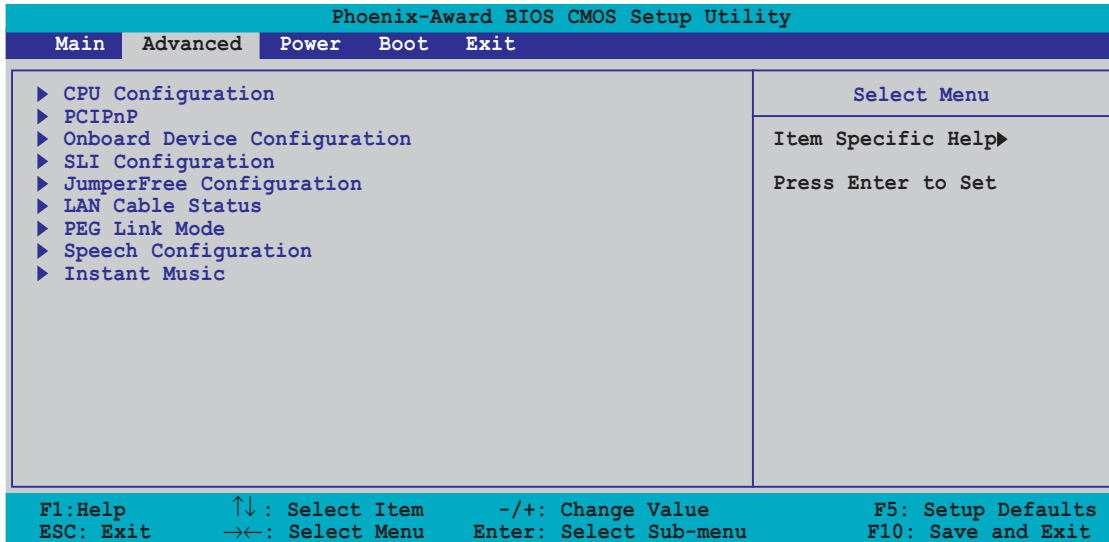 Phoenix-Award BIOS CMOS Setup Utility
Main Advanced Power Boot Exit
CPU Configuration
PCIPnP
Onboard Device Configuration
SLI Configuration
JumperFree Configuration
LAN Cable Status
PEG Link Mode
Speech Configuration
Instant Music
Select Menu
Item Specific Help
Press Enter to Set
F1:Help ↑↓: Select Item -/+: Change Value F5: Setup Defaults
ESC: Exit →←: Select Menu Enter: Select Sub-menu F10: Save and Exit